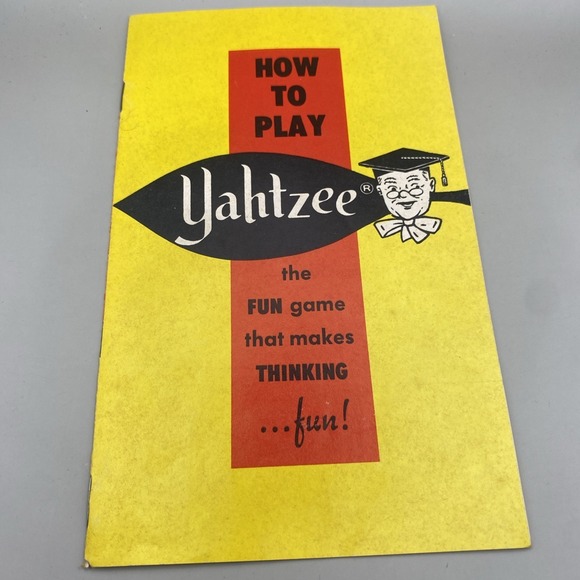 HOW
TO
PLAY
Yahtzee®
the
FUN game
that makes
THINKING
...fun!